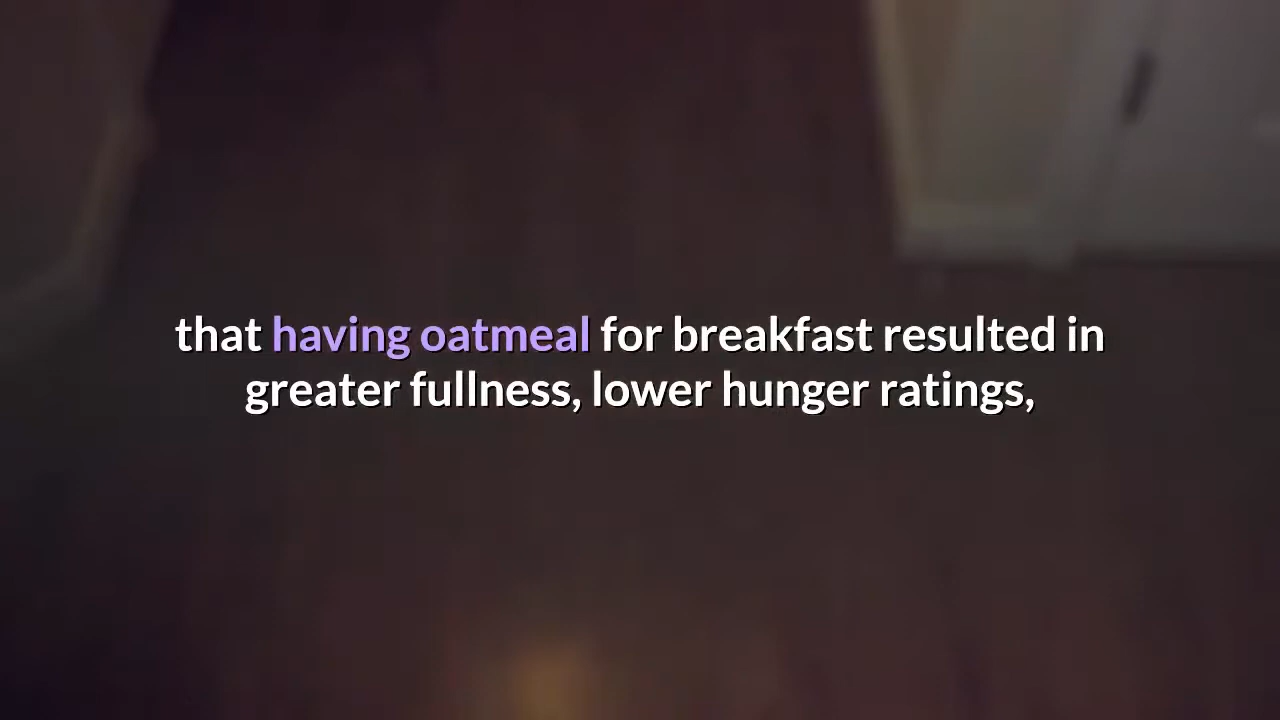 that having oatmeal for breakfast resulted in
greater fullness, lower hunger ratings,